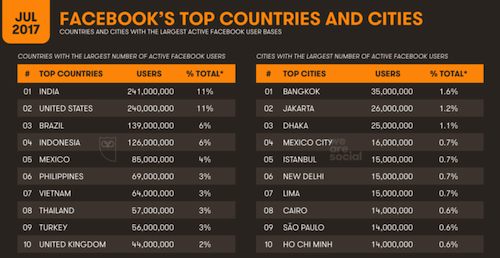 JUL
2017
FACEBOOK'S TOP COUNTRIES AND CITIES
COUNTRIES AND CITIES WITH THE LARGEST ACTIVE FACEBOOK USER BASES
COUNTRIES WITH THE LARGEST NUMBER OF ACTIVE FACEBOOK USERS
# TOP COUNTRIES USERS % TOTAL*
01 INDIA 241,000,000 11%
02 UNITED STATES 240,000,000 11%
03 BRAZIL 139,000,000 6%
04 INDONESIA 126,000,000 6%
05 MEXICO 85,000,000 4%
06 PHILIPPINES 69,000,000 3%
07 VIETNAM 64,000,000 3%
08 THAILAND 57,000,000 3%
09 TURKEY 56,000,000 3%
10 UNITED KINGDOM 44,000,000 2%
CITIES WITH THE LARGEST NUMBER OF ACTIVE FACEBOOK USERS
# TOP CITIES USERS % TOTAL*
01 BANGKOK 35,000,000 1.6%
02 JAKARTA 26,000,000 1.2%
03 DHAKA 25,000,000 1.1%
04 MEXICO CITY 16,000,000 0.7%
05 ISTANBUL 15,000,000 0.7%
06 NEW DELHI 15,000,000 0.7%
07 LIMA 15,000,000 0.7%
08 CAIRO 14,000,000 0.6%
09 SÃO PAULO 14,000,000 0.6%
10 HO CHI MINH 14,000,000 0.6%
we
are
social